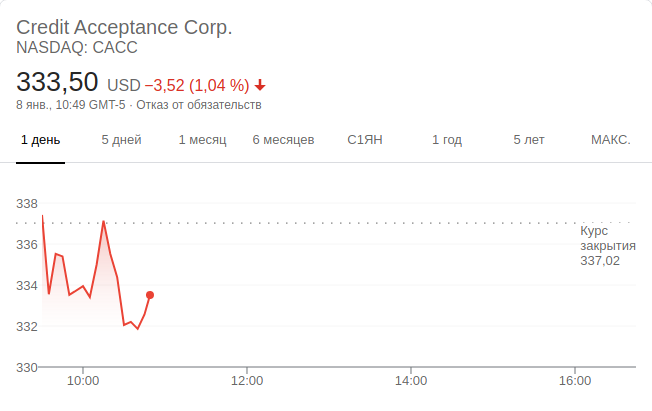 Credit Acceptance Corp.
NASDAQ: CACC
333,50 USD −3,52 (1,04 %)
8 янв., 10:49 GMT-5 · Отказ от обязательств
1 день 5 дней 1 месяц 6 месяцев С1ЯН 1 год 5 лет МАКС.
338
336
334
332
330
Курс
закрытия
337,02
10:00 12:00 14:00 16:00